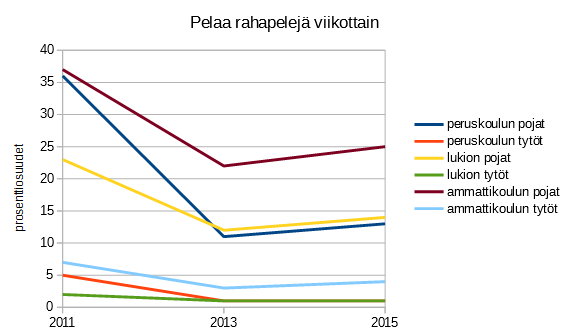 Pelaa rahapelejä viikottain
prosenttiosuudet
40
35
30
25
20
15
10
5
0
2011
2013
2015
peruskoulun pojat
peruskoulun tytöt
lukion pojat
lukion tytöt
ammattikoulun pojat
ammattikoulun tytöt